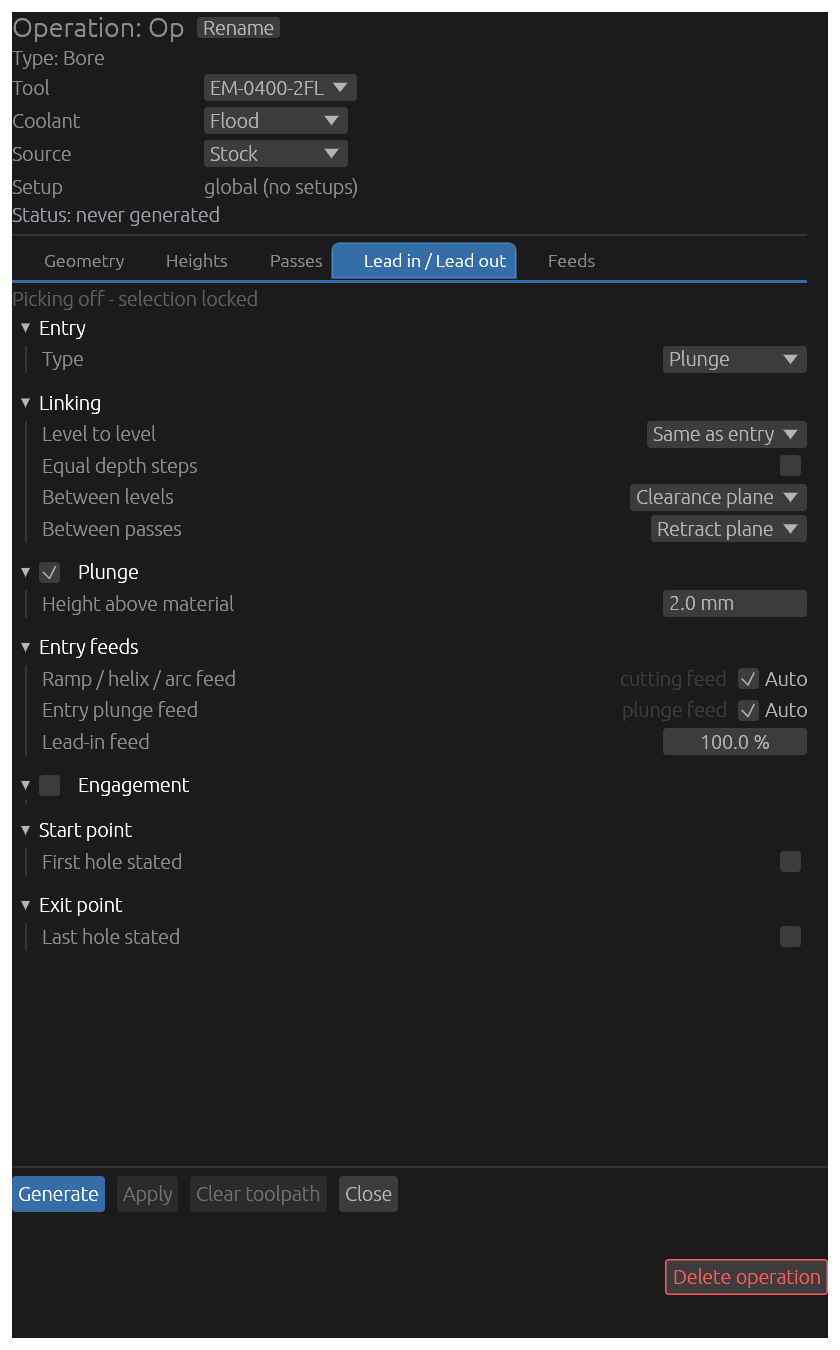 Operation: Op Rename
Type: Bore
Tool EM-0400-2FL
Coolant Flood
Source Stock
Setup global (no setups)
Status: never generated
Geometry Heights Passes Lead in / Lead out Feeds
Picking off - selection locked
Entry
Type Plunge
Linking
Level to level Same as entry
Equal depth steps
Between levels Clearance plane
Between passes Retract plane
Plunge
Height above material 2.0 mm
Entry feeds
Ramp / helix / arc feed cutting feed Auto
Entry plunge feed plunge feed Auto
Lead-in feed 100.0 %
Engagement
Start point
First hole stated
Exit point
Last hole stated
Generate Apply Clear toolpath Close
Delete operation